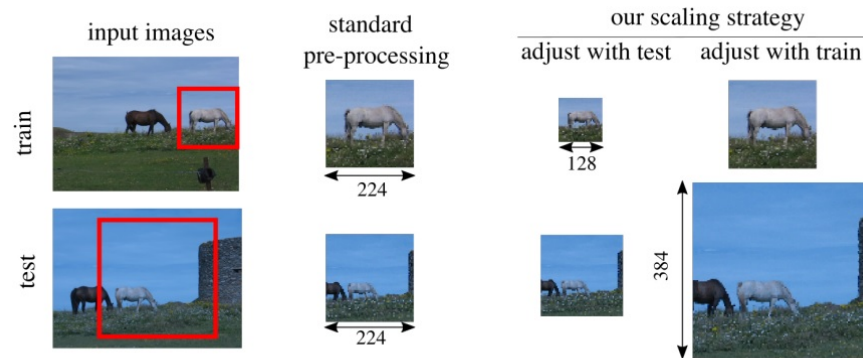 input images
standard
pre-processing
our scaling strategy
adjust with test
adjust with train
train
224
128
test
224
384